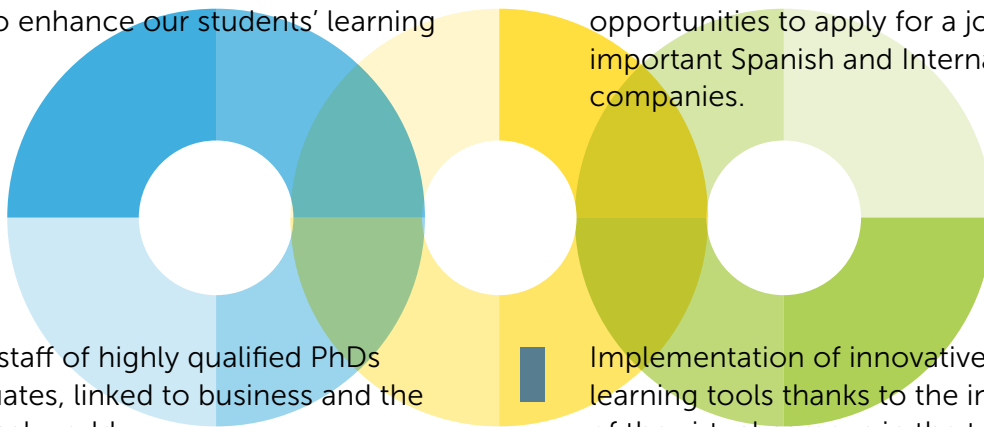 o enhance our students’ learning
opportunities to apply for a jo
important Spanish and Interna
companies.
staff of highly qualified PhDs
uates, linked to business and the
Implementation of innovative
learning tools thanks to the in